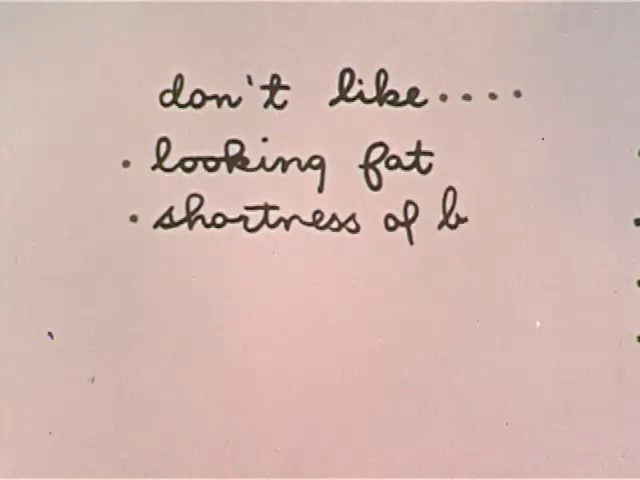 don't like....
· looking fat
· shortness of b